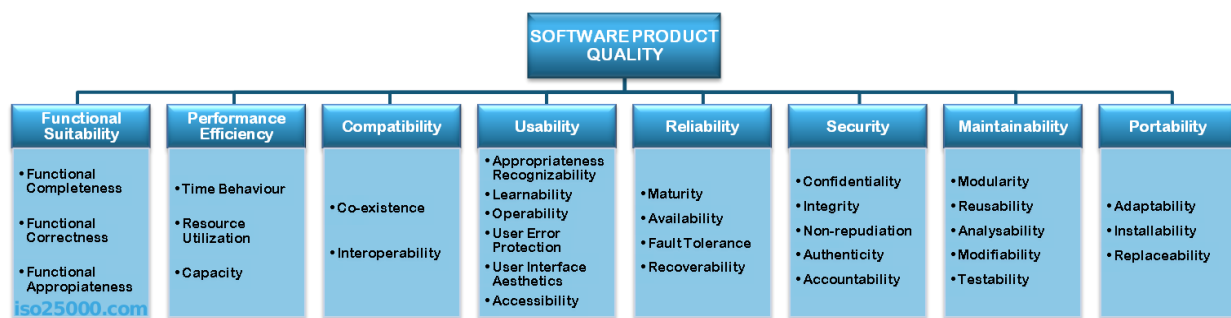 SOFTWARE PRODUCT
QUALITY
Functional
Suitability
• Functional
Completeness
• Functional
Correctness
• Functional
Appropiateness
iso25000.com
Performance
Efficiency
• Time Behaviour
• Resource
Utilization
• Capacity
Compatibility
• Co-existence
• Interoperability
Usability
• Appropriateness
Recognizability
• Learnability
• Operability
• User Error
Protection
• User Interface
Aesthetics
• Accessibility
Reliability
• Maturity
• Availability
• Fault Tolerance
• Recoverability
Security
• Confidentiality
• Integrity
• Non-repudiation
• Authenticity
• Accountability
Maintainability
• Modularity
• Reusability
• Analysability
• Modifiability
• Testability
Portability
• Adaptability
• Installability
• Replaceability